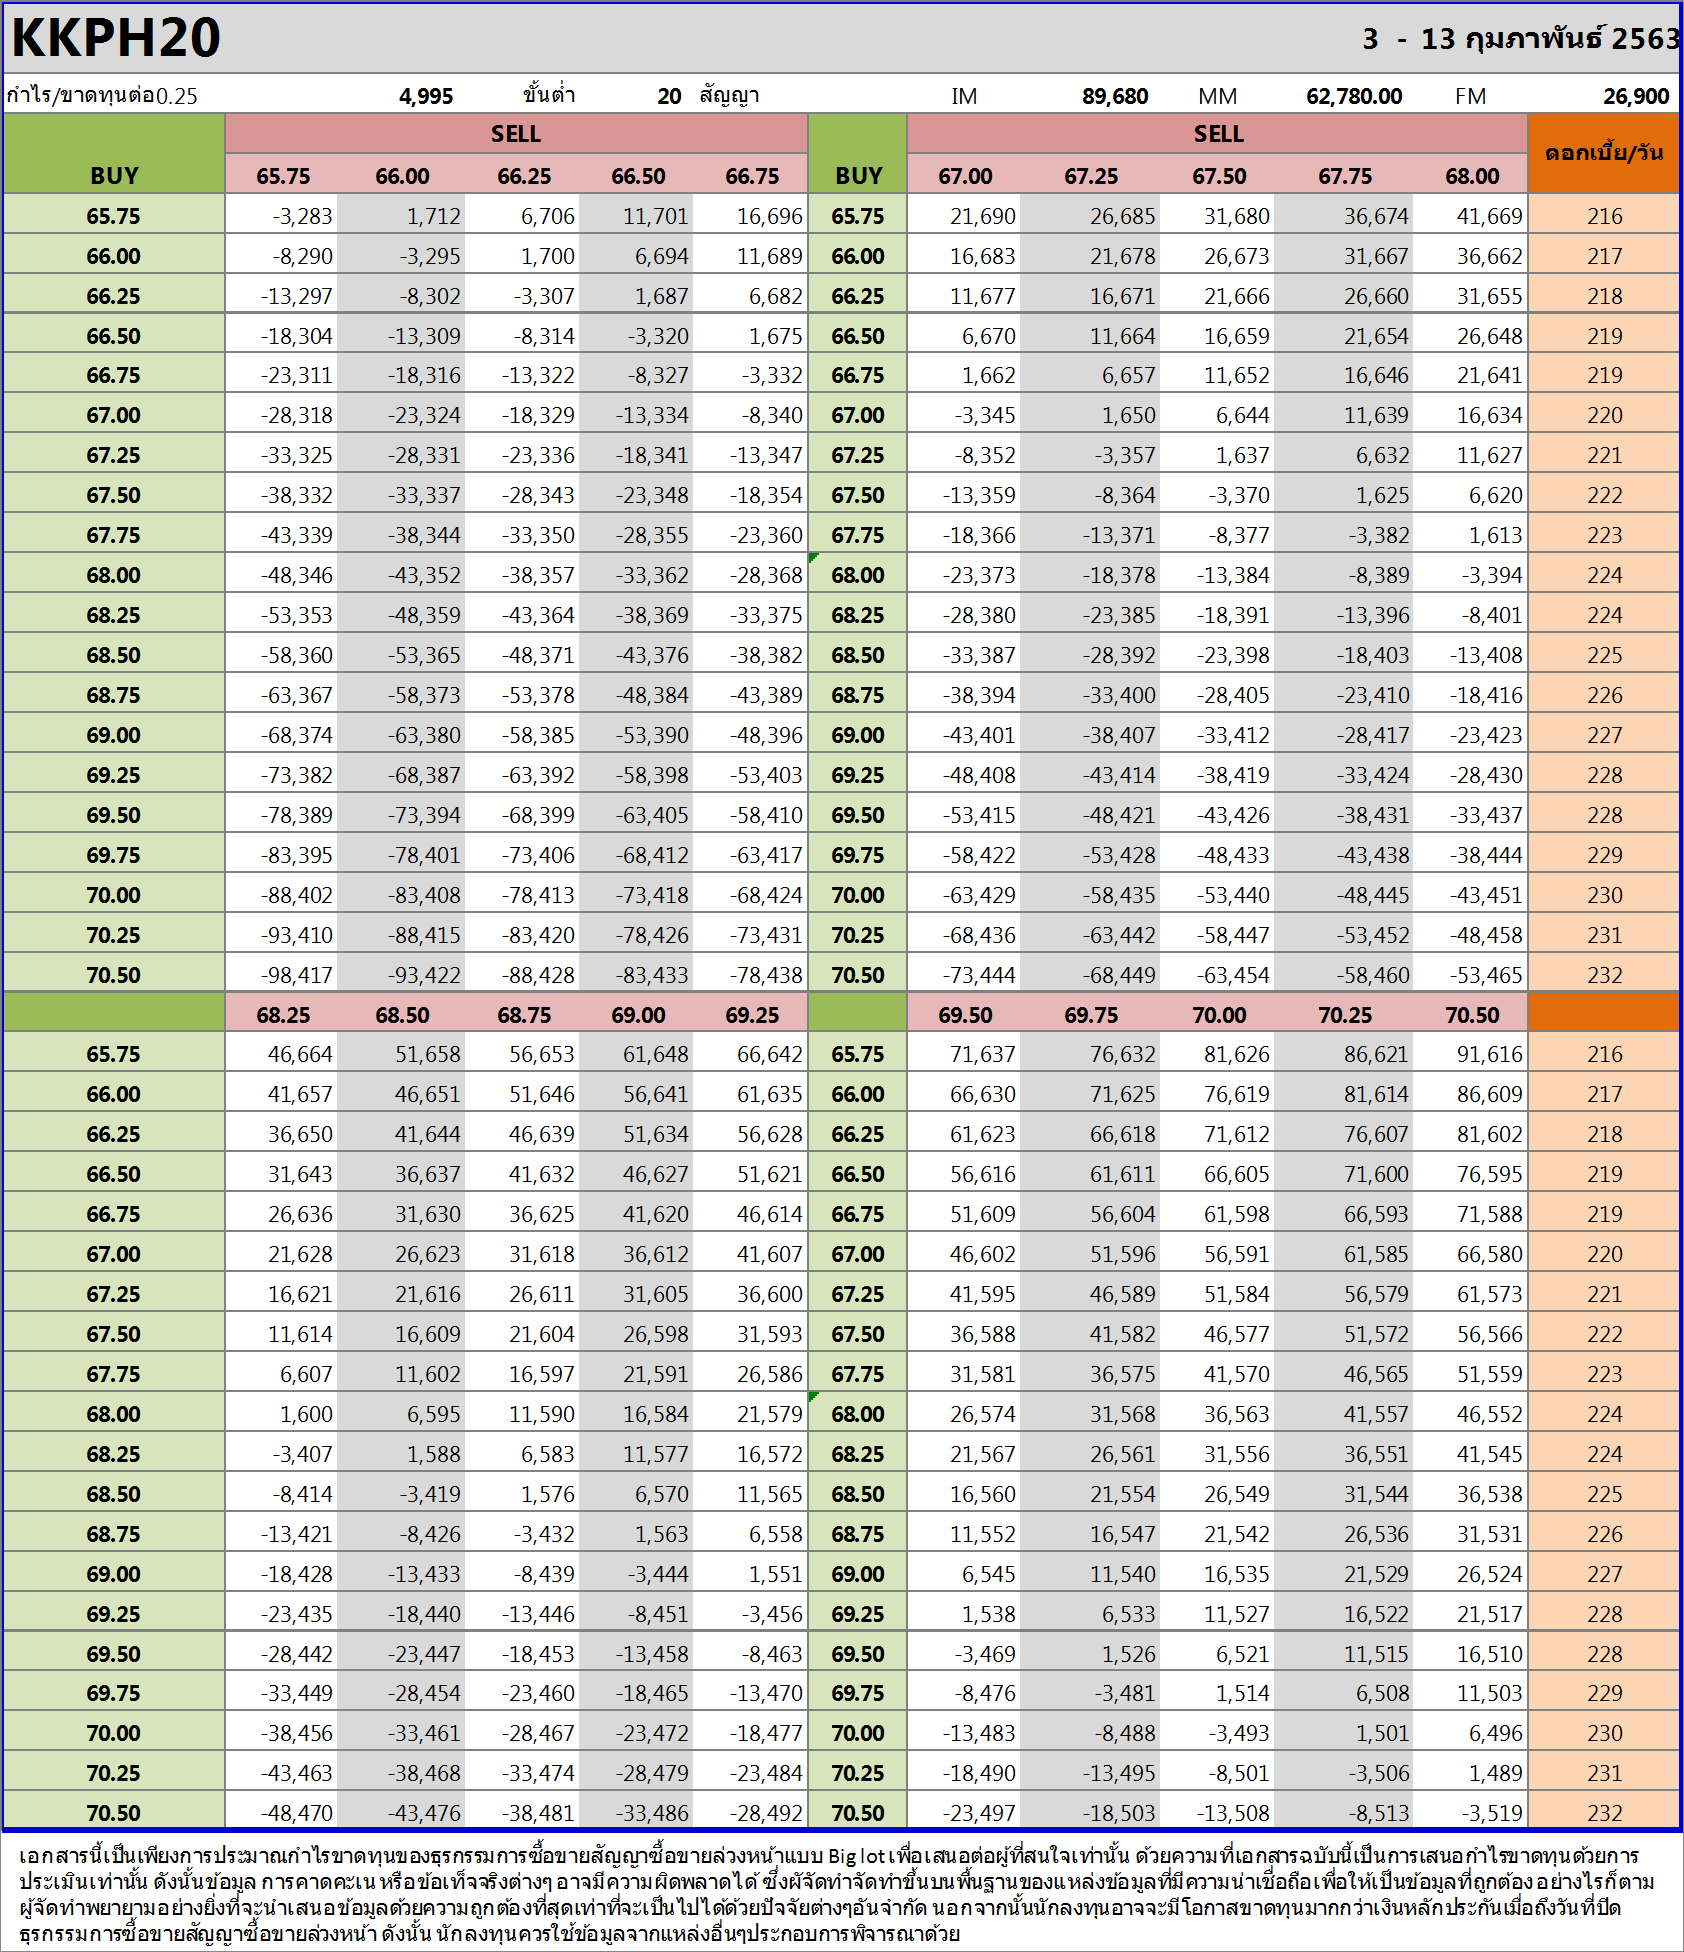 KKPH20 3 - 13 กุมภาพันธ์ 2563
กำไร/ขาดทุนต่อ0.25 4,995 ขั้นต่ำ 20 สัญญา IM 89,680 MM 62,780.00 FM 26,900
SELL SELL ดอกเบี้ย/วัน
BUY 65.75 66.00 66.25 66.50 66.75 BUY 67.00 67.25 67.50 67.75 68.00
65.75 -3,283 1,712 6,706 11,701 16,696 65.75 21,690 26,685 31,680 36,674 41,669 216
66.00 -8,290 -3,295 1,700 6,694 11,689 66.00 16,683 21,678 26,673 31,667 36,662 217
66.25 -13,297 -8,302 -3,307 1,687 6,682 66.25 11,677 16,671 21,666 26,660 31,655 218
66.50 -18,304 -13,309 -8,314 -3,320 1,675 66.50 6,670 11,664 16,659 21,654 26,648 219
66.75 -23,311 -18,316 -13,322 -8,327 -3,332 66.75 1,662 6,657 11,652 16,646 21,641 219
67.00 -28,318 -23,324 -18,329 -13,334 -8,340 67.00 -3,345 1,650 6,644 11,639 16,634 220
67.25 -33,325 -28,331 -23,336 -18,341 -13,347 67.25 -8,352 -3,357 1,637 6,632 11,627 221
67.50 -38,332 -33,337 -28,343 -23,348 -18,354 67.50 -13,359 -8,364 -3,370 1,625 6,620 222
67.75 -43,339 -38,344 -33,350 -28,355 -23,360 67.75 -18,366 -13,371 -8,377 -3,382 1,613 223
68.00 -48,346 -43,352 -38,357 -33,362 -28,368 68.00 -23,373 -18,378 -13,384 -8,389 -3,394 224
68.25 -53,353 -48,359 -43,364 -38,369 -33,375 68.25 -28,380 -23,385 -18,391 -13,396 -8,401 224
68.50 -58,360 -53,365 -48,371 -43,376 -38,382 68.50 -33,387 -28,392 -23,398 -18,403 -13,408 225
68.75 -63,367 -58,373 -53,378 -48,384 -43,389 68.75 -38,394 -33,400 -28,405 -23,410 -18,416 226
69.00 -68,374 -63,380 -58,385 -53,390 -48,396 69.00 -43,401 -38,407 -33,412 -28,417 -23,423 227
69.25 -73,382 -68,387 -63,392 -58,398 -53,403 69.25 -48,408 -43,414 -38,419 -33,424 -28,430 228
69.50 -78,389 -73,394 -68,399 -63,405 -58,410 69.50 -53,415 -48,421 -43,426 -38,431 -33,437 228
69.75 -83,395 -78,401 -73,406 -68,412 -63,417 69.75 -58,422 -53,428 -48,433 -43,438 -38,444 229
70.00 -88,402 -83,408 -78,413 -73,418 -68,424 70.00 -63,429 -58,435 -53,440 -48,445 -43,451 230
70.25 -93,410 -88,415 -83,420 -78,426 -73,431 70.25 -68,436 -63,442 -58,447 -53,452 -48,458 231
70.50 -98,417 -93,422 -88,428 -83,433 -78,438 70.50 -73,444 -68,449 -63,454 -58,460 -53,465 232
68.25 68.50 68.75 69.00 69.25 69.50 69.75 70.00 70.25 70.50
65.75 46,664 51,658 56,653 61,648 66,642 65.75 71,637 76,632 81,626 86,621 91,616 216
66.00 41,657 46,651 51,646 56,641 61,635 66.00 66,630 71,625 76,619 81,614 86,609 217
66.25 36,650 41,644 46,639 51,634 56,628 66.25 61,623 66,618 71,612 76,607 81,602 218
66.50 31,643 36,637 41,632 46,627 51,621 66.50 56,616 61,611 66,605 71,600 76,595 219
66.75 26,636 31,630 36,625 41,620 46,614 66.75 51,609 56,604 61,598 66,593 71,588 219
67.00 21,628 26,623 31,618 36,612 41,607 67.00 46,602 51,596 56,591 61,585 66,580 220
67.25 16,621 21,616 26,611 31,605 36,600 67.25 41,595 46,589 51,584 56,579 61,573 221
67.50 11,614 16,609 21,604 26,598 31,593 67.50 36,588 41,582 46,577 51,572 56,566 222
67.75 6,607 11,602 16,597 21,591 26,586 67.75 31,581 36,575 41,570 46,565 51,559 223
68.00 1,600 6,595 11,590 16,584 21,579 68.00 26,574 31,568 36,563 41,557 46,552 224
68.25 -3,407 1,588 6,583 11,577 16,572 68.25 21,567 26,561 31,556 36,551 41,545 224
68.50 -8,414 -3,419 1,576 6,570 11,565 68.50 16,560 21,554 26,549 31,544 36,538 225
68.75 -13,421 -8,426 -3,432 1,563 6,558 68.75 11,552 16,547 21,542 26,536 31,531 226
69.00 -18,428 -13,433 -8,439 -3,444 1,551 69.00 6,545 11,540 16,535 21,529 26,524 227
69.25 -23,435 -18,440 -13,446 -8,451 -3,456 69.25 1,538 6,533 11,527 16,522 21,517 228
69.50 -28,442 -23,447 -18,453 -13,458 -8,463 69.50 -3,469 1,526 6,521 11,515 16,510 228
69.75 -33,449 -28,454 -23,460 -18,465 -13,470 69.75 -8,476 -3,481 1,514 6,508 11,503 229
70.00 -38,456 -33,461 -28,467 -23,472 -18,477 70.00 -13,483 -8,488 -3,493 1,501 6,496 230
70.25 -43,463 -38,468 -33,474 -28,479 -23,484 70.25 -18,490 -13,495 -8,501 -3,506 1,489 231
70.50 -48,470 -43,476 -38,481 -33,486 -28,492 70.50 -23,497 -18,503 -13,508 -8,513 -3,519 232
เอกสารนี้เป็นเพียงการประมาณกำไรขาดทุนของธุรกรรมการซื้อขายสัญญาซื้อขายล่วงหน้าแบบ Big lot เพื่อเสนอต่อผู้ที่สนใจเท่านั้น ด้วยความที่เอกสารฉบับนี้เป็นการเสนอกำไรขาดทุนด้วยการ
ประเมินเท่านั้น ดังนั้นข้อมูล การคาดคะเน หรือข้อเท็จจริงต่างๆ อาจมีความผิดพลาดได้ ซึ่งผู้จัดทำจัดทำขึ้นบนพื้นฐานของแหล่งข้อมูลที่มีความน่าเชื่อถือเพื่อให้เป็นข้อมูลที่ถูกต้อง อย่างไรก็ตาม
ผู้จัดทำพยายามอย่างยิ่งที่จะนำเสนอข้อมูลด้วยความถูกต้องที่สุดเท่าที่จะเป็นไปได้ด้วยปัจจัยต่างๆอันจำกัด นอกจากนั้นนักลงทุนอาจจะมีโอกาสขาดทุนมากกว่าเงินหลักประกันเมื่อถึงวันที่ปิด
ธุรกรรมการซื้อขายสัญญาซื้อขายล่วงหน้า ดังนั้น นักลงทุนควรใช้ข้อมูลจากแหล่งอื่นๆประกอบการพิจารณาด้วย